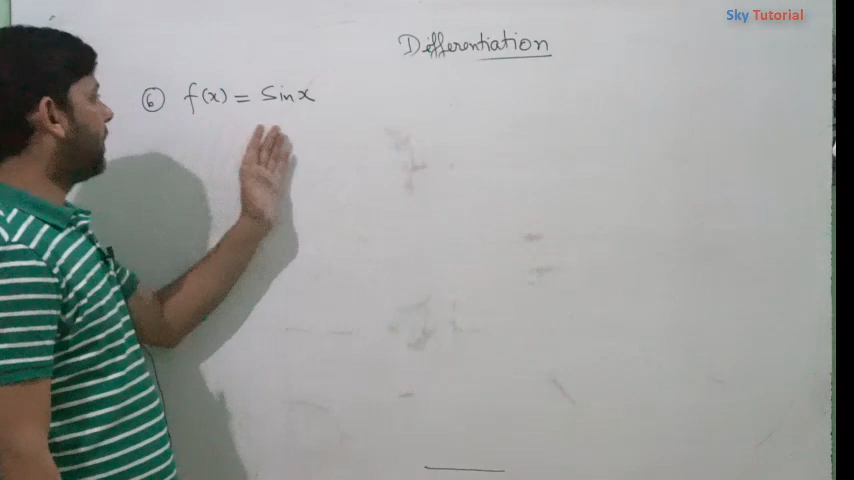 Sky Tutorial
Differentiation
6 f(x) = Sinx